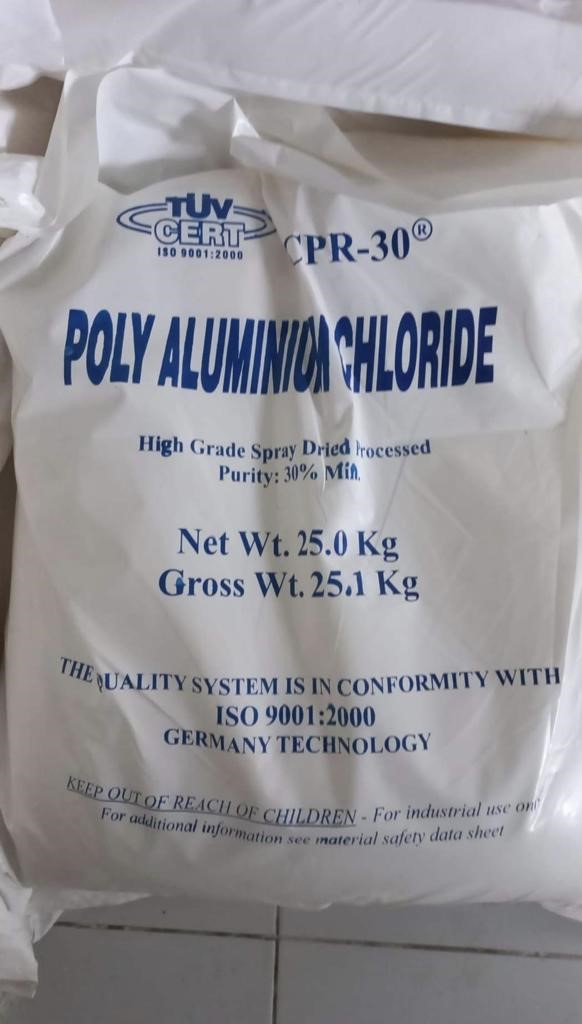 TÜV
CERT
ISO 9001:2000
CPR-30®
POLY ALUMINIUM CHLORIDE
High Grade Spray Dried Processed
Purity: 30% Min.
Net Wt. 25.0 Kg
Gross Wt. 25.1 Kg
THE QUALITY SYSTEM IS IN CONFORMITY WITH
ISO 9001:2000
GERMANY TECHNOLOGY
KEEP OUT OF REACH OF CHILDREN - For industrial use
For additional information see material safety data sheet